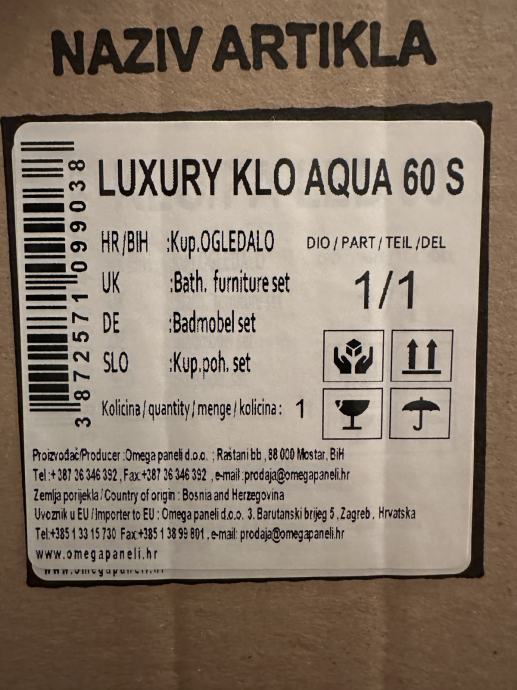 NAZIV ARTIKLA
3 872571 099038
LUXURY KLO AQUA 60 S
HR/BIH :Kup.OGLEDALO
DIO / PART / TEIL / DEL
UK :Bath. furniture set
1/1
DE :Badmobel set
SLO :Kup.poh. set
Kolicina / quantity / menge / kolicina : 1
Proizvođač/Producer :Omega paneli d.o.o. ; Raštani bb , 88 000 Mostar, BiH
Tel :+ 387 36 346 392 , Fax:+387 36 346 392 , e-mail :prodaja@omegapaneli.hr
Zemlja porijekla / Country of origin : Bosnia and Herzegovina
Uvoznik u EU / Importer to EU : Omega paneli d.o.o. 3. Barutanski brijeg 5 , Zagreb , Hrvatska
Tel:+385 1 33 15 730 Fax:+385 1 38 99 801 , e-mail: prodaja@omegapaneli.hr
www.omegapaneli.hr
www.omegapaneli.hr